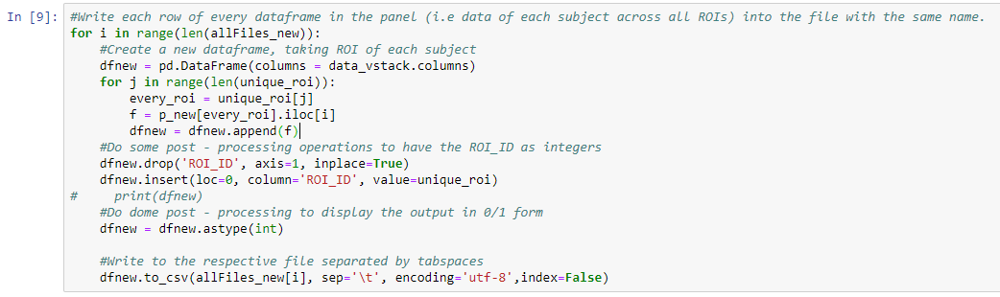 In [9]: #Write each row of every dataframe in the panel (i.e data of each subject across all ROIs) into the file with the same name.
for i in range(len(allFiles_new)):
    #Create a new dataframe, taking ROI of each subject
    dfnew = pd.DataFrame(columns = data_vstack.columns)
    for j in range(len(unique_roi)):
        every_roi = unique_roi[j]
        f = p_new[every_roi].iloc[i]
        dfnew = dfnew.append(f)
    #Do some post - processing operations to have the ROI_ID as integers
    dfnew.drop('ROI_ID', axis=1, inplace=True)
    dfnew.insert(loc=0, column='ROI_ID', value=unique_roi)
#     print(dfnew)
    #Do dome post - processing to display the output in 0/1 form
    dfnew = dfnew.astype(int)
    #Write to the respective file separated by tabspaces
    dfnew.to_csv(allFiles_new[i], sep='\t', encoding='utf-8',index=False)